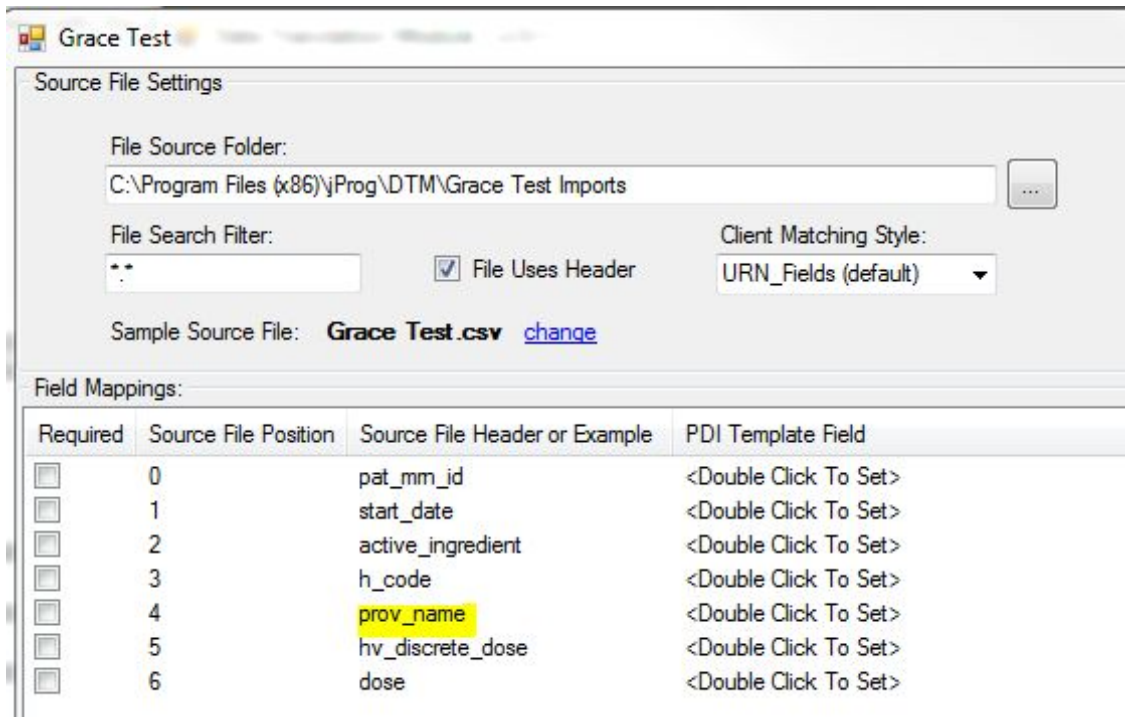 Grace Test
Source File Settings
File Source Folder:
C:\Program Files (x86)\jProg\DTM\Grace Test Imports
...
File Search Filter:
Client Matching Style:
*.*
File Uses Header
URN_Fields (default)
Sample Source File: Grace Test.csv change
Field Mappings:
Required Source File Position Source File Header or Example PDI Template Field
0 pat_mrn_id <Double Click To Set>
1 start_date <Double Click To Set>
2 active_ingredient <Double Click To Set>
3 h_code <Double Click To Set>
4 prov_name <Double Click To Set>
5 hv_discrete_dose <Double Click To Set>
6 dose <Double Click To Set>